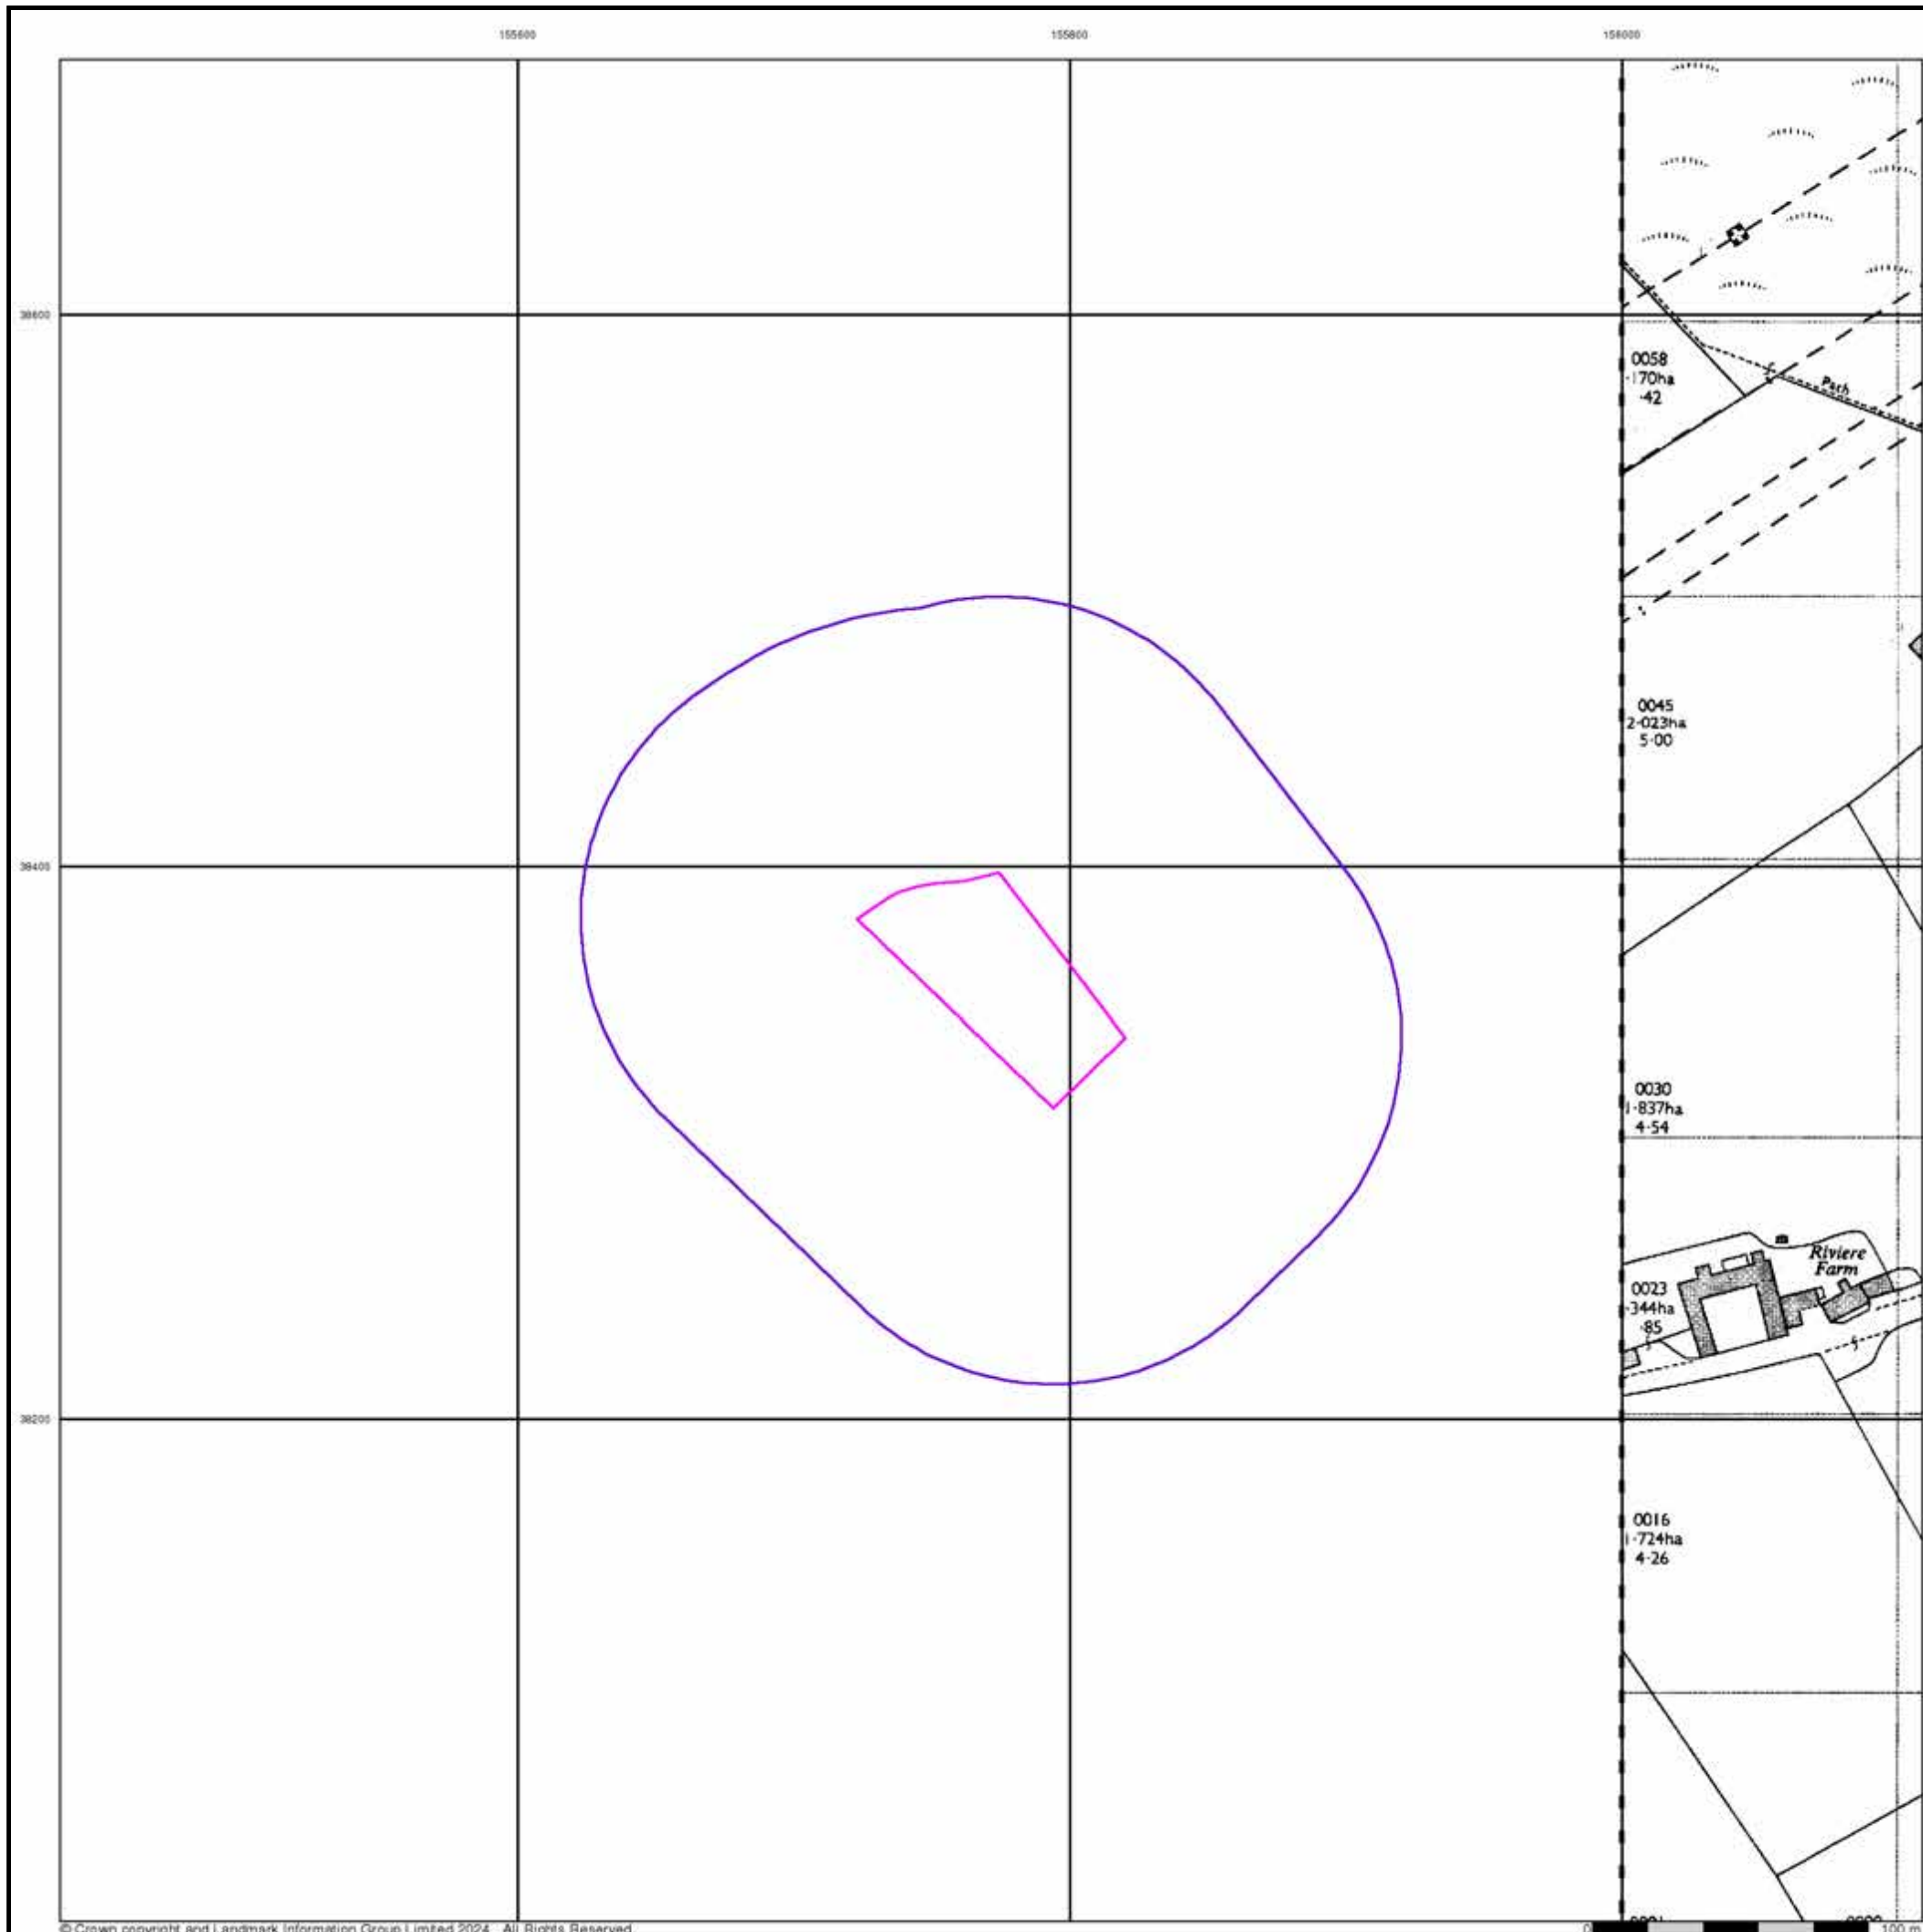 155600
155800
156000
38600
0058
·170ha
·42
Path
0045
2·023ha
5·00
38400
0030
1·837ha
4·54
Riviere
Farm
0023
·344ha
·85
38200
0016
1·724ha
4·26
© Crown copyright and Landmark Information Group Limited 2024. All Rights Reserved.
0
100 m